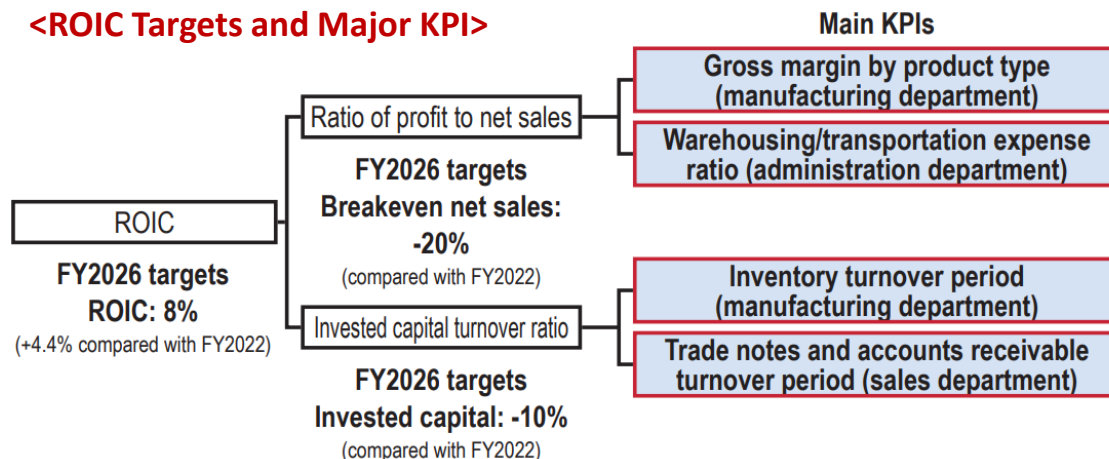 <ROIC Targets and Major KPI>
Main KPIs
Gross margin by product type
(manufacturing department)
Ratio of profit to net sales
Warehousing/transportation expense
ratio (administration department)
FY2026 targets
Breakeven net sales:
-20%
(compared with FY2022)
ROIC
FY2026 targets
ROIC: 8%
(+4.4% compared with FY2022)
Inventory turnover period
(manufacturing department)
Invested capital turnover ratio
Trade notes and accounts receivable
turnover period (sales department)
FY2026 targets
Invested capital: -10%
(compared with FY2022)